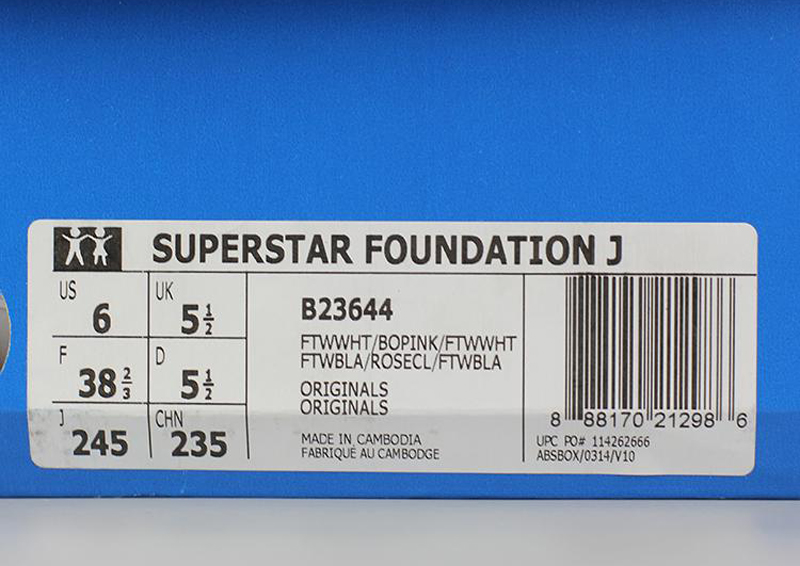 SUPERSTAR FOUNDATION J
US 6 UK 5 1/2
F 38 2/3 D 5 1/2
J 245 CHN 235
B23644
FTWWHT/BOPINK/FTWWHT
FTWBLA/ROSECL/FTWBLA
ORIGINALS
ORIGINALS
MADE IN CAMBODIA
FABRIQUÉ AU CAMBODGE
8 88170 21298 6
UPC PO# 114262666
ABSBOX/0314/V10